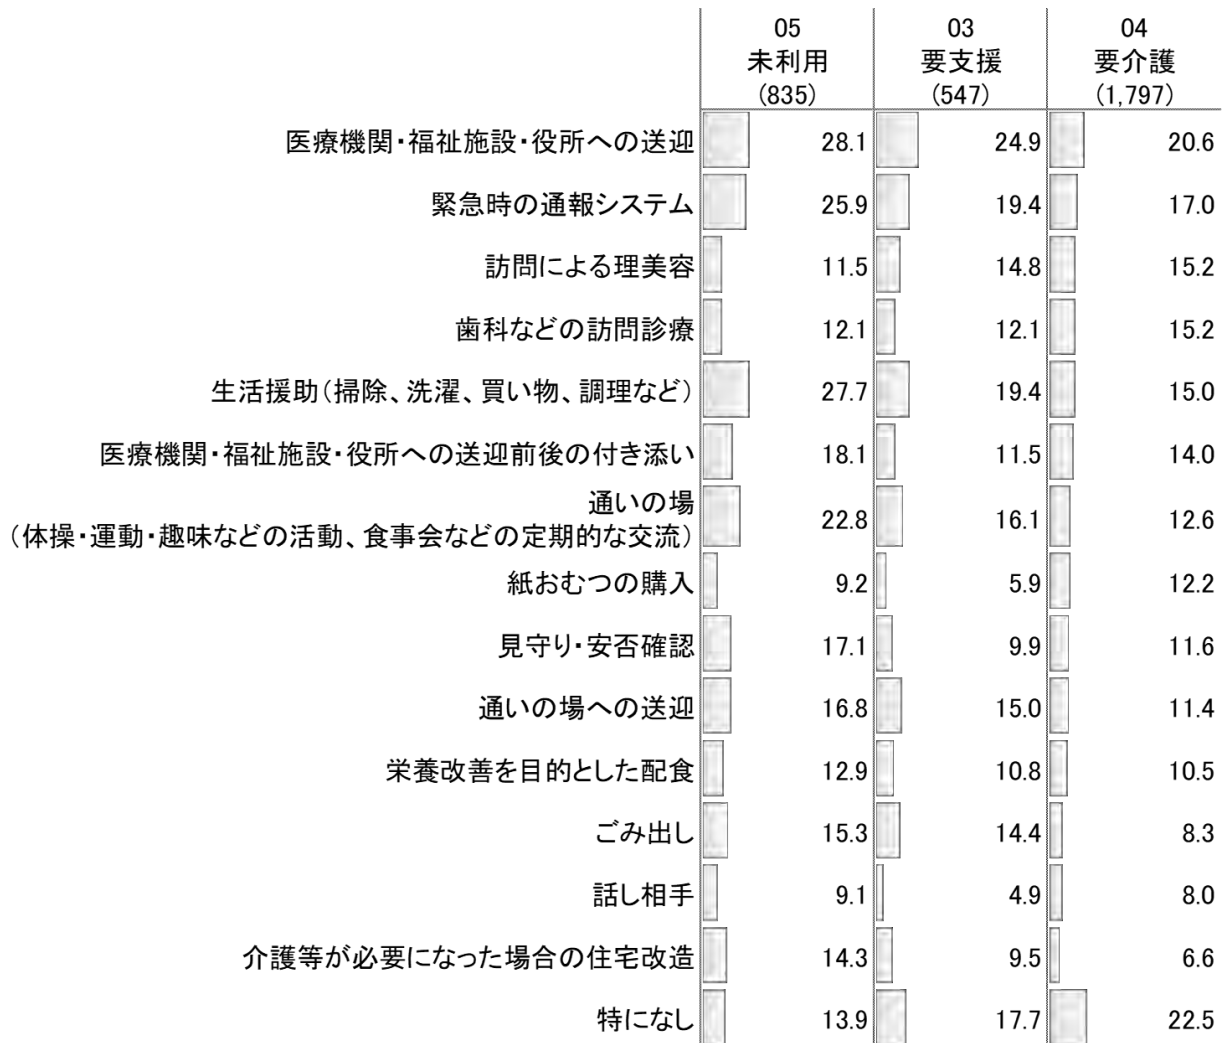 05 03 04
未利用 要支援 要介護
(835) (547) (1,797)
医療機関・福祉施設・役所への送迎 28.1 24.9 20.6
緊急時の通報システム 25.9 19.4 17.0
訪問による理美容 11.5 14.8 15.2
歯科などの訪問診療 12.1 12.1 15.2
生活援助（掃除、洗濯、買い物、調理など） 27.7 19.4 15.0
医療機関・福祉施設・役所への送迎前後の付き添い 18.1 11.5 14.0
通いの場
（体操・運動・趣味などの活動、食事会などの定期的な交流） 22.8 16.1 12.6
紙おむつの購入 9.2 5.9 12.2
見守り・安否確認 17.1 9.9 11.6
通いの場への送迎 16.8 15.0 11.4
栄養改善を目的とした配食 12.9 10.8 10.5
ごみ出し 15.3 14.4 8.3
話し相手 9.1 4.9 8.0
介護等が必要になった場合の住宅改造 14.3 9.5 6.6
特になし 13.9 17.7 22.5